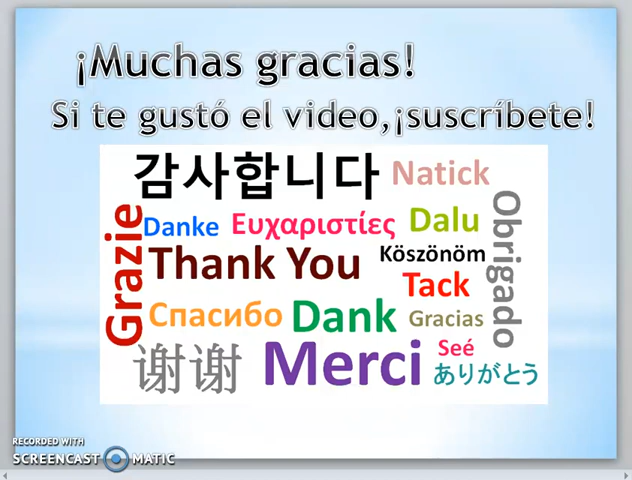 ¡Muchas gracias!
Si te gustó el video,¡suscríbete!
감사합니다
Natick
Grazie
Danke
Ευχαριστίες
Dalu
Obrigado
Thank You
Köszönöm
Tack
Спасибо
Dank
Gracias
谢谢
Merci
Seé
ありがとう
RECORDED WITH
SCREENCAST MATIC